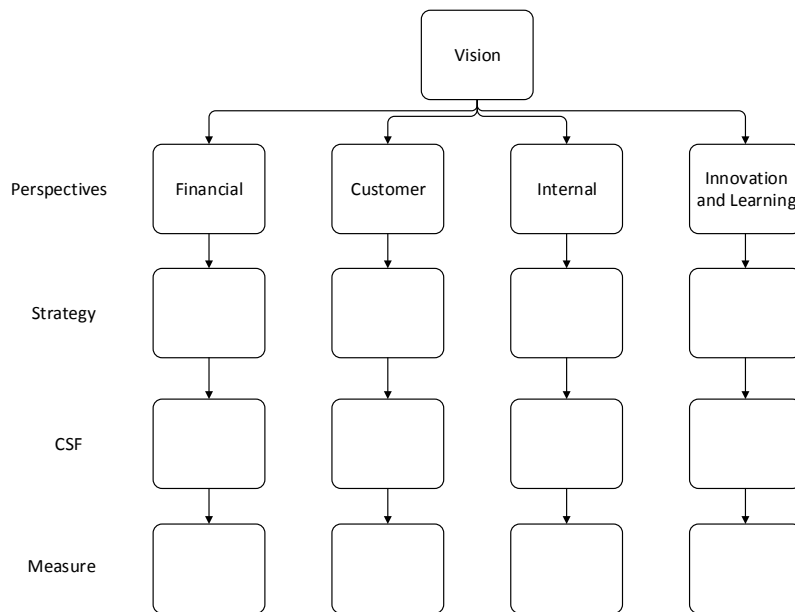 Vision
Perspectives
Financial
Customer
Internal
Innovation
and Learning
Strategy
CSF
Measure